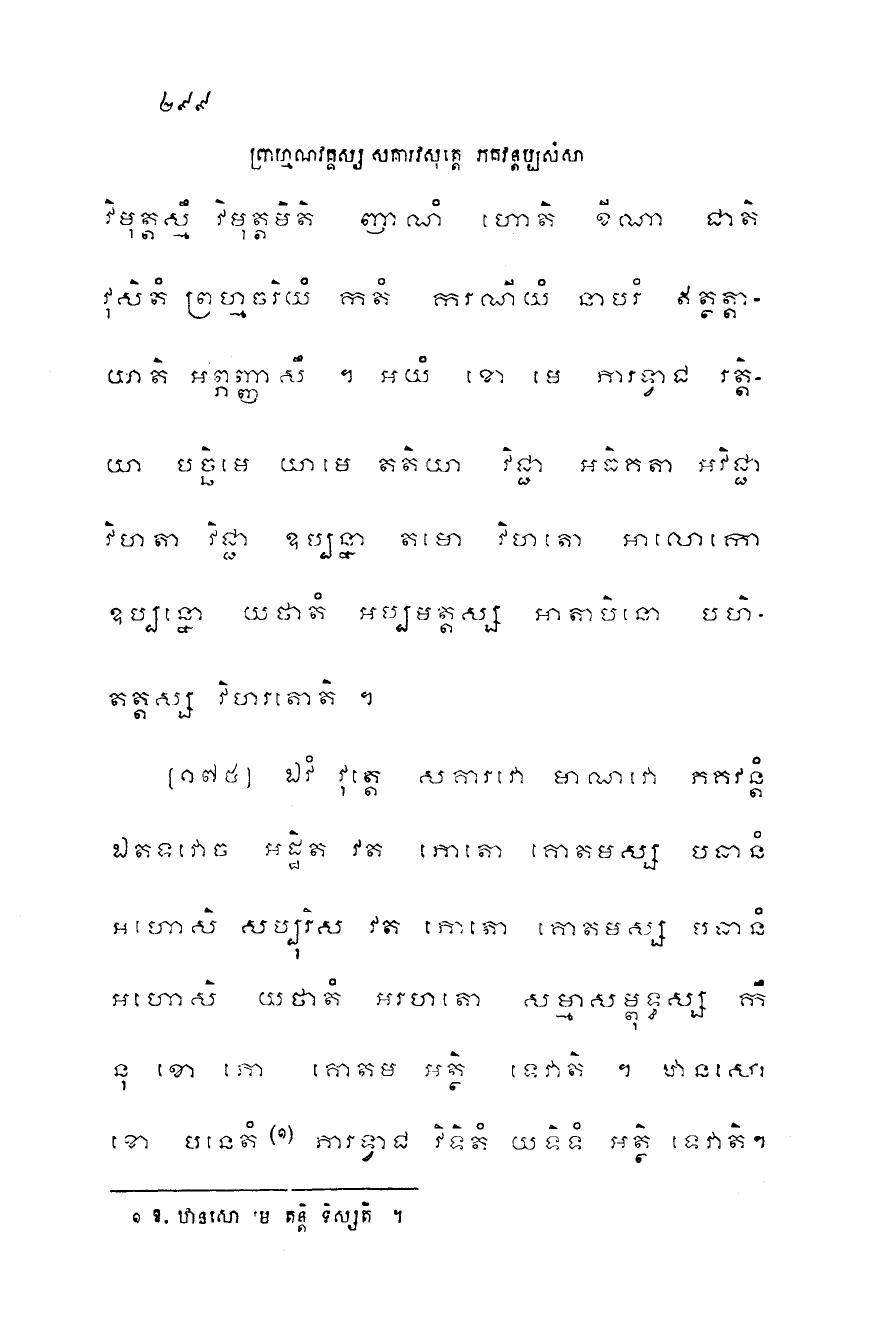 ២៩៩
ព្រាហ្មណវគ្គស្ស សគារវសុត្តេ ភគវន្តប្បសំសា
វិមុត្តស្មឹ វិមុត្តមិតិ ញាណំ ហោតិ ខីណា ជាតិ
វុសិតំ ព្រហ្មចរិយំ កតំ ករណីយំ នាបរំ ឥត្ថត្តា-
យាតិ អព្ភញ្ញាសឹ ។ អយំ ខោ មេ ភារទ្វាជ រត្តិ-
យា បច្ឆិមេ យាមេ តតិយា វិជ្ជា អធិគតា អវិជ្ជា
វិហតា វិជ្ជា ឧប្បន្នា តមោ វិហតោ អាលោកោ
ឧប្បន្នោ យថាតំ អប្បមត្តស្ស អាតាបិនោ បហិ-
តត្តស្ស វិហរតោតិ ។
[១៧៥] ឯវំ វុត្តេ សគារវោ មាណវោ ភគវន្តំ
ឯតទវោច អដ្ឋិត វត ភោតោ គោតមស្ស បធានំ
អហោសិ សប្បុរិស វត ភោតោ គោតមស្ស បធានំ
អហោសិ យថាតំ អរហតោ សម្មាសម្ពុទ្ធស្ស កឹ
នុ ខោ ភោ គោតម អត្ថិ ទេវាតិ ។ ឋានសោ
ខោ បនេតំ (១) ភារទ្វាជ វិទិតំ យទិទំ អត្ថិ ទេវាតិ។
១ ឱ. ឋានសោ មេ តន្តិ ទិស្សតិ ។